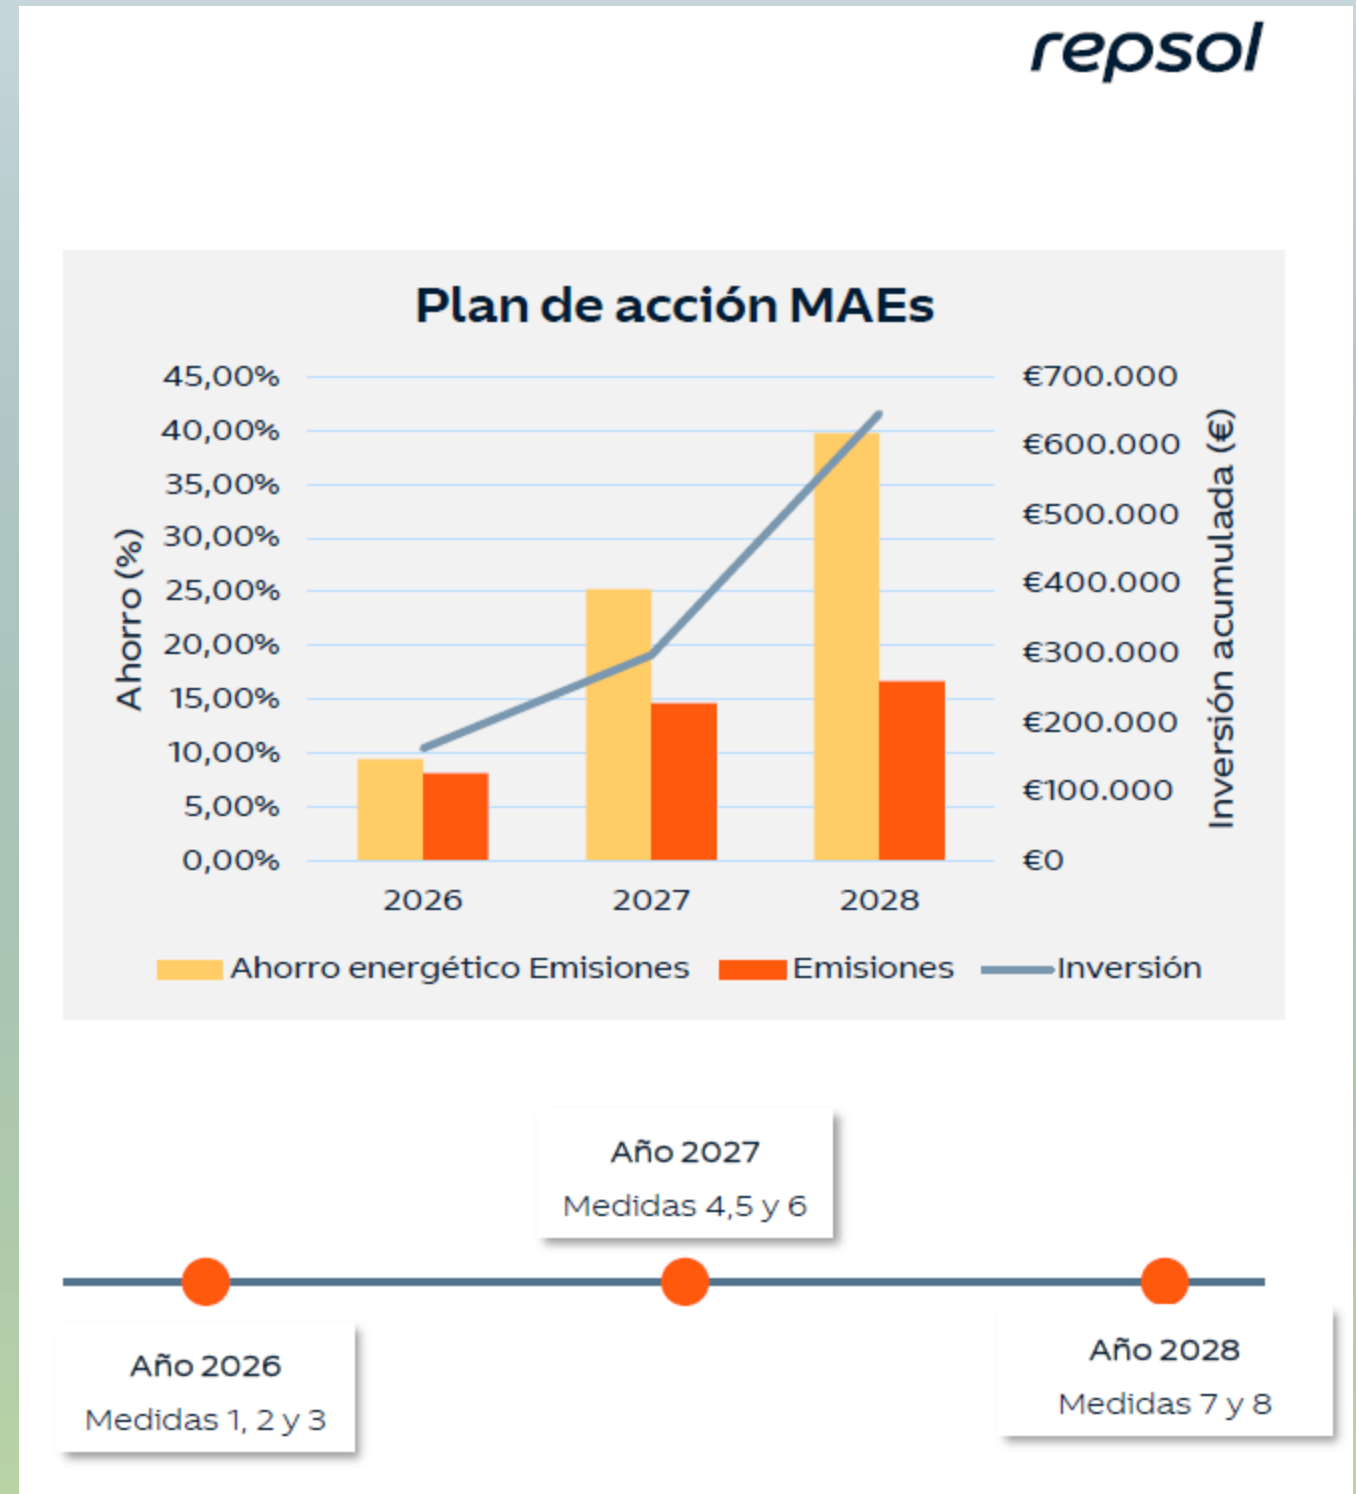 repsol
Plan de acción MAEs
Ahorro (%)
45,00%
40,00%
35,00%
30,00%
25,00%
20,00%
15,00%
10,00%
5,00%
0,00%
€700.000
€600.000
€500.000
€400.000
€300.000
€200.000
€100.000
€0
Inversión acumulada (€)
2026 2027 2028
Ahorro energético Emisiones Emisiones Inversión
Año 2027
Medidas 4,5 y 6
Año 2026
Medidas 1, 2 y 3
Año 2028
Medidas 7 y 8